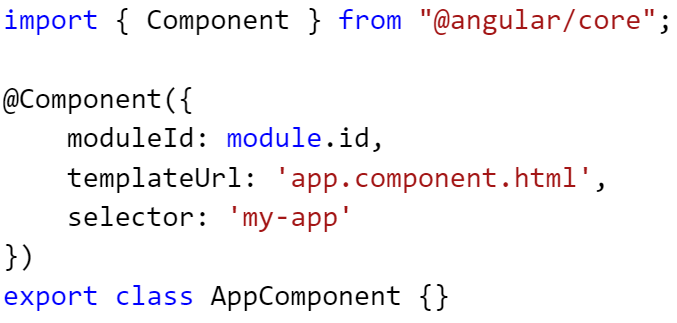 import { Component } from "@angular/core";
@Component({
    moduleId: module.id,
    templateUrl: 'app.component.html',
    selector: 'my-app'
})
export class AppComponent {}